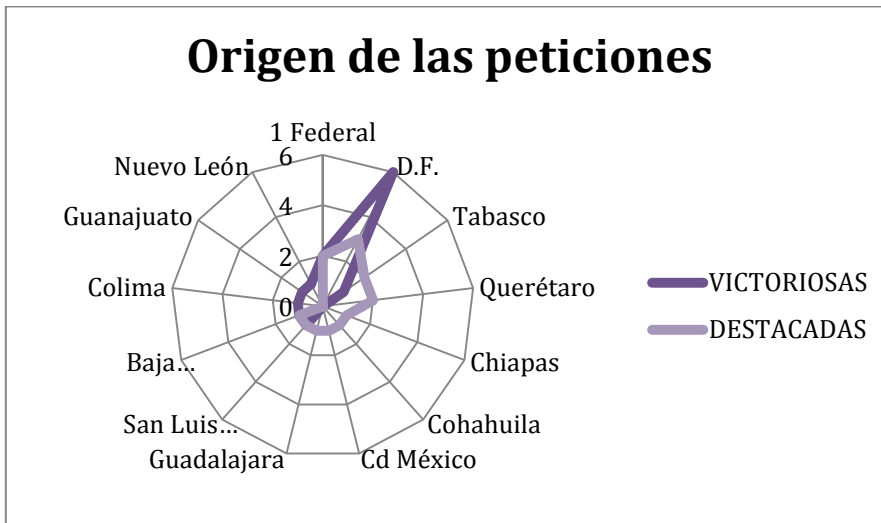 Origen de las peticiones
1 Federal
D.F.
Tabasco
Querétaro
Chiapas
Cohahuila
Cd México
Guadalajara
San Luis...
Baja...
Colima
Guanajuato
Nuevo León
6
4
2
0
VICTORIOSAS
DESTACADAS